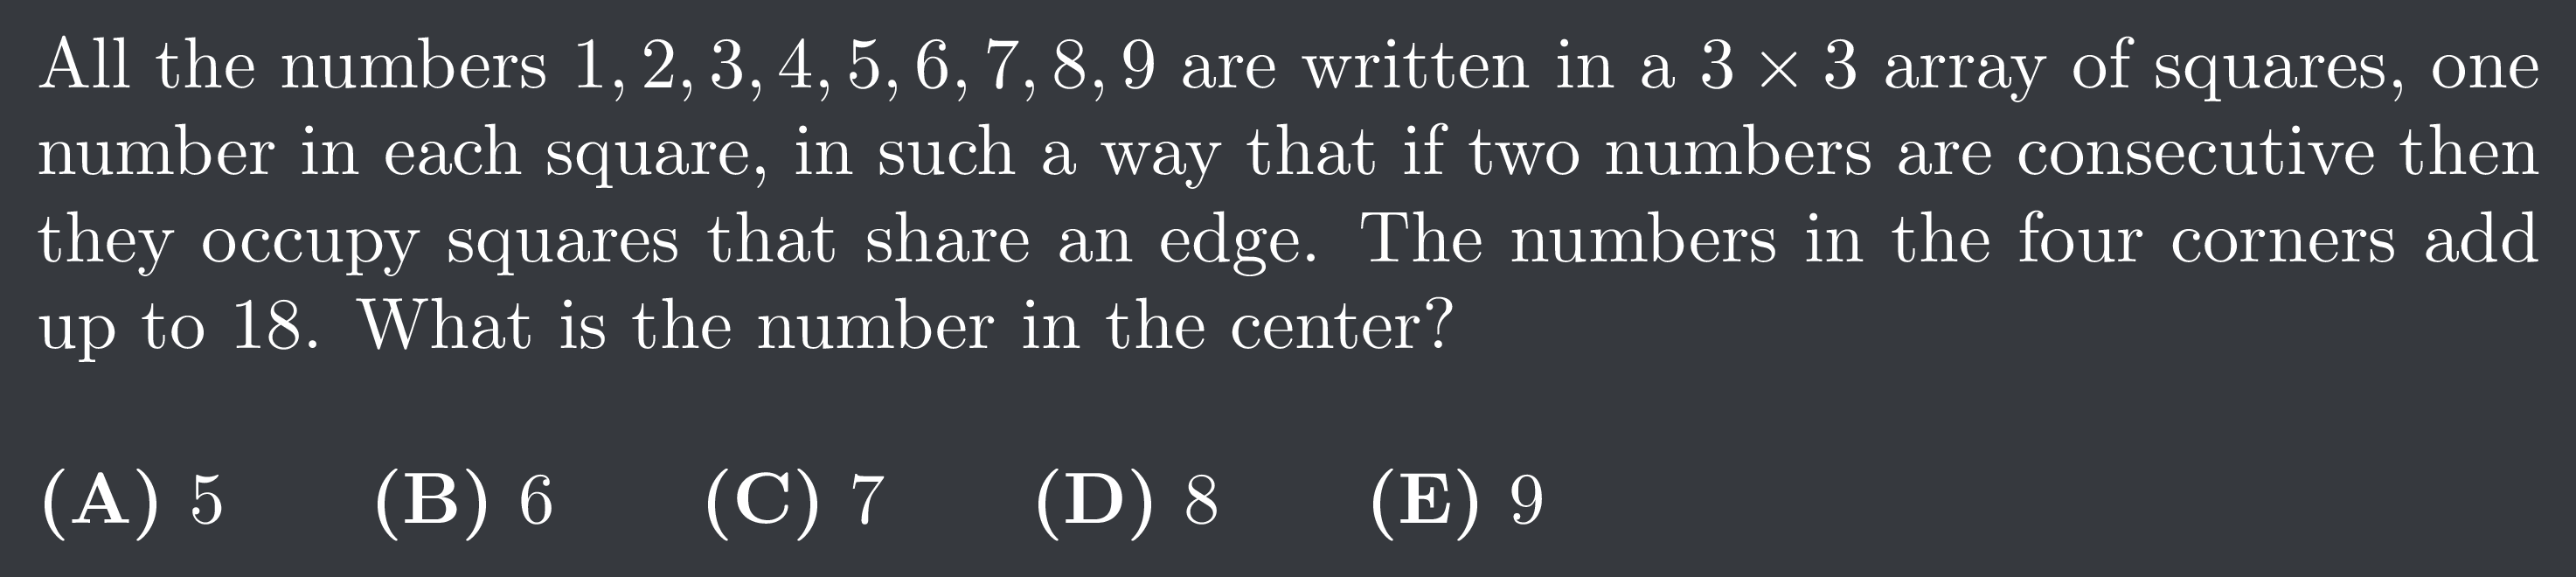 All the numbers 1, 2, 3, 4, 5, 6, 7, 8, 9 are written in a 3 × 3 array of squares, one
number in each square, in such a way that if two numbers are consecutive then
they occupy squares that share an edge. The numbers in the four corners add
up to 18. What is the number in the center?
(A) 5 (B) 6 (C) 7 (D) 8 (E) 9